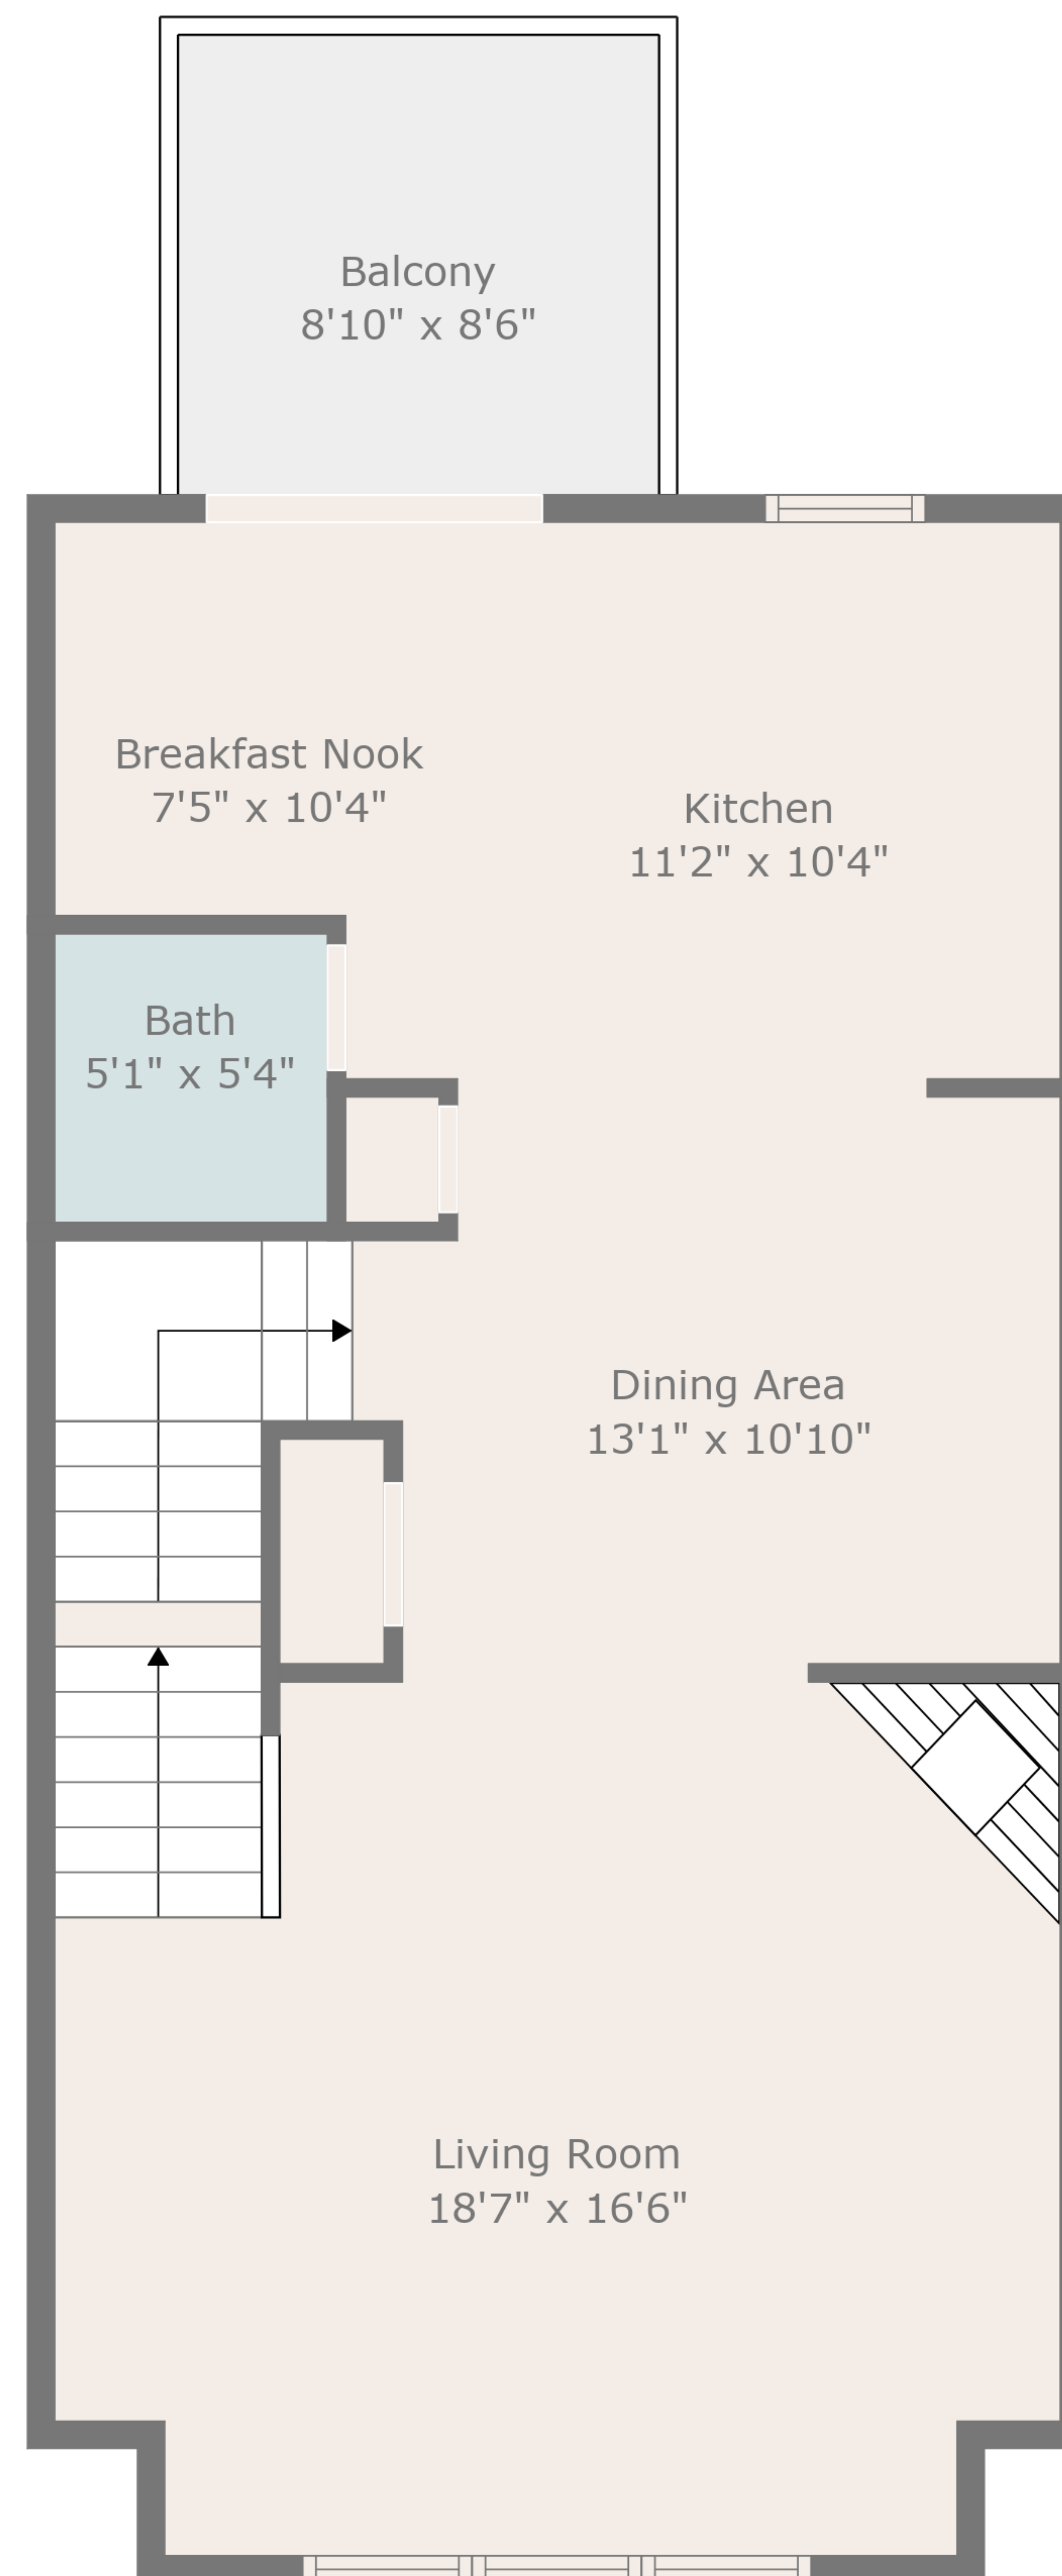 Balcony
8'10" x 8'6"
Breakfast Nook
7'5" x 10'4"
Kitchen
11'2" x 10'4"
Bath
5'1" x 5'4"
Dining Area
13'1" x 10'10"
Living Room
18'7" x 16'6"